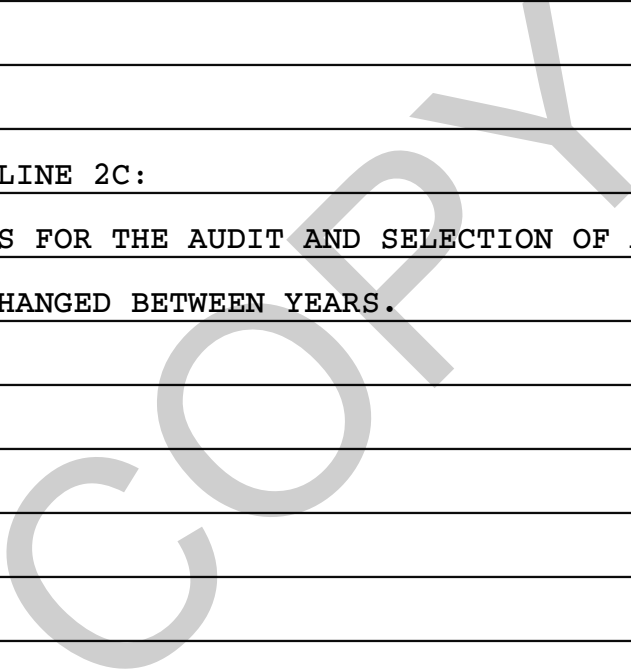 LINE 2C:
S FOR THE AUDIT AND SELECTION OF
HANGED BETWEEN YEARS.
COPY